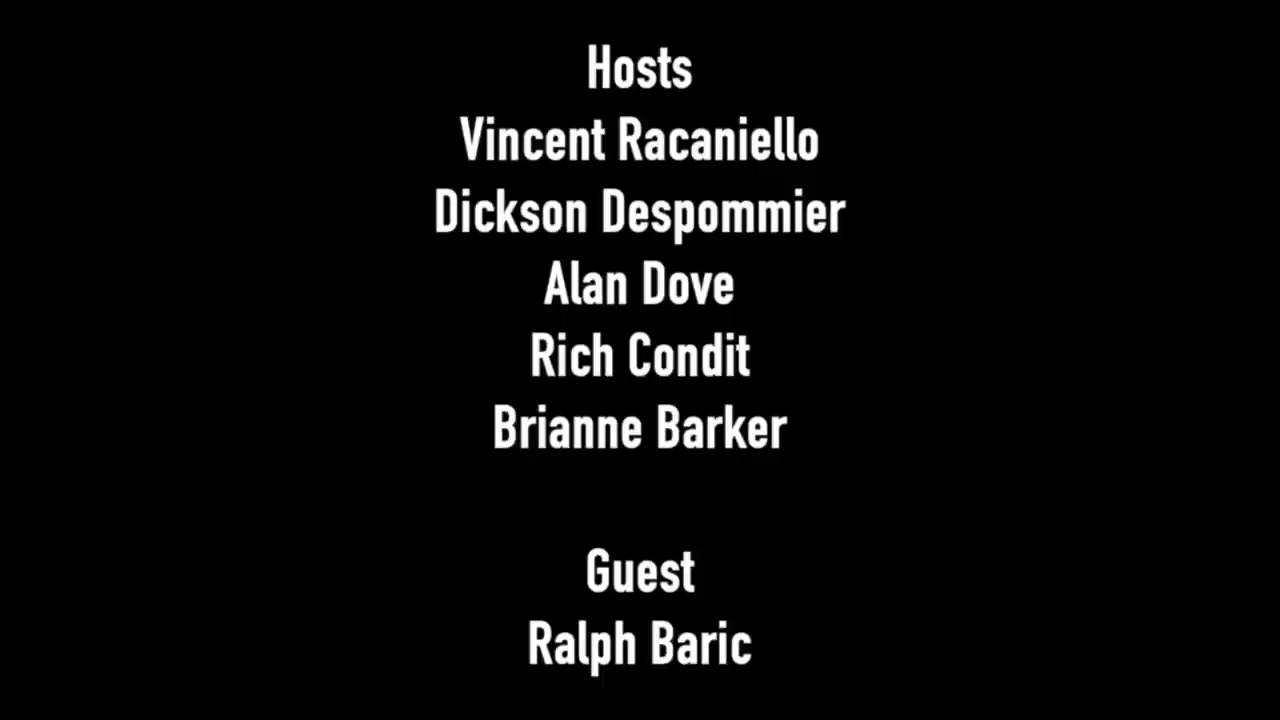 Hosts
Vincent Racaniello
Dickson Despommier
Alan Dove
Rich Condit
Brianne Barker
Guest
Ralph Baric